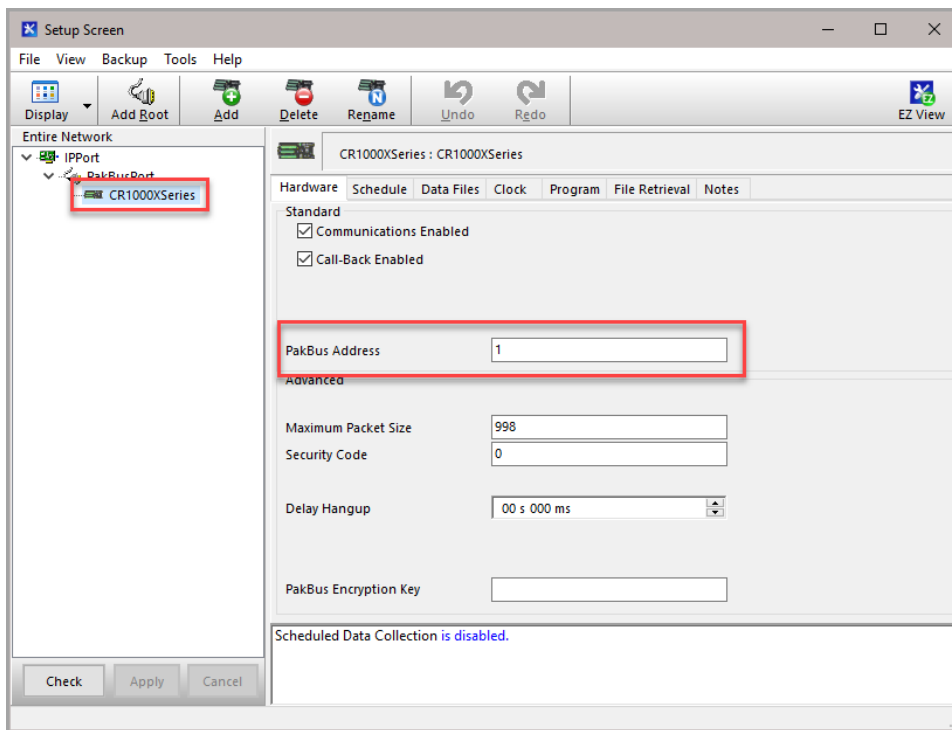 Setup Screen
File View Backup Tools Help
Display Add Root Add Delete Rename Undo Redo EZ View
Entire Network
IPPort
PakBusPort
CR1000XSeries
CR1000XSeries : CR1000XSeries
Hardware Schedule Data Files Clock Program File Retrieval Notes
Standard
Communications Enabled
Call-Back Enabled
PakBus Address 1
Advanced
Maximum Packet Size 998
Security Code 0
Delay Hangup 00 s 000 ms
PakBus Encryption Key
Scheduled Data Collection is disabled.
Check Apply Cancel